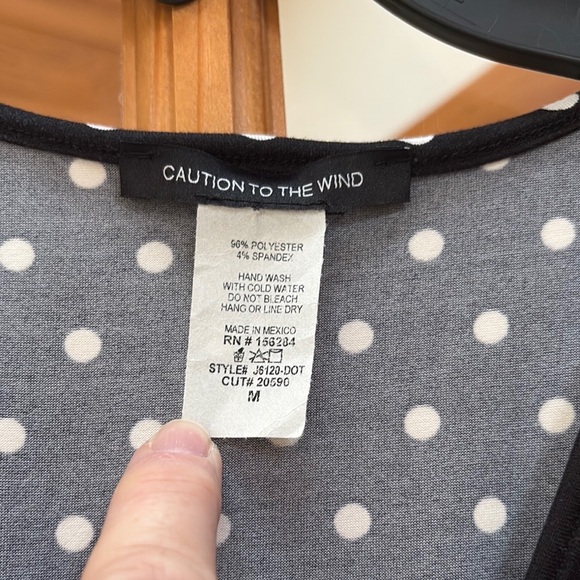 CAUTION TO THE WIND
96% POLYESTER
4% SPANDEX
HAND WASH
WITH COLD WATER
DO NOT BLEACH
HANG OR LINE DRY
MADE IN MEXICO
RN # 156284
STYLE# J6120-DOT
CUT# 20590
M